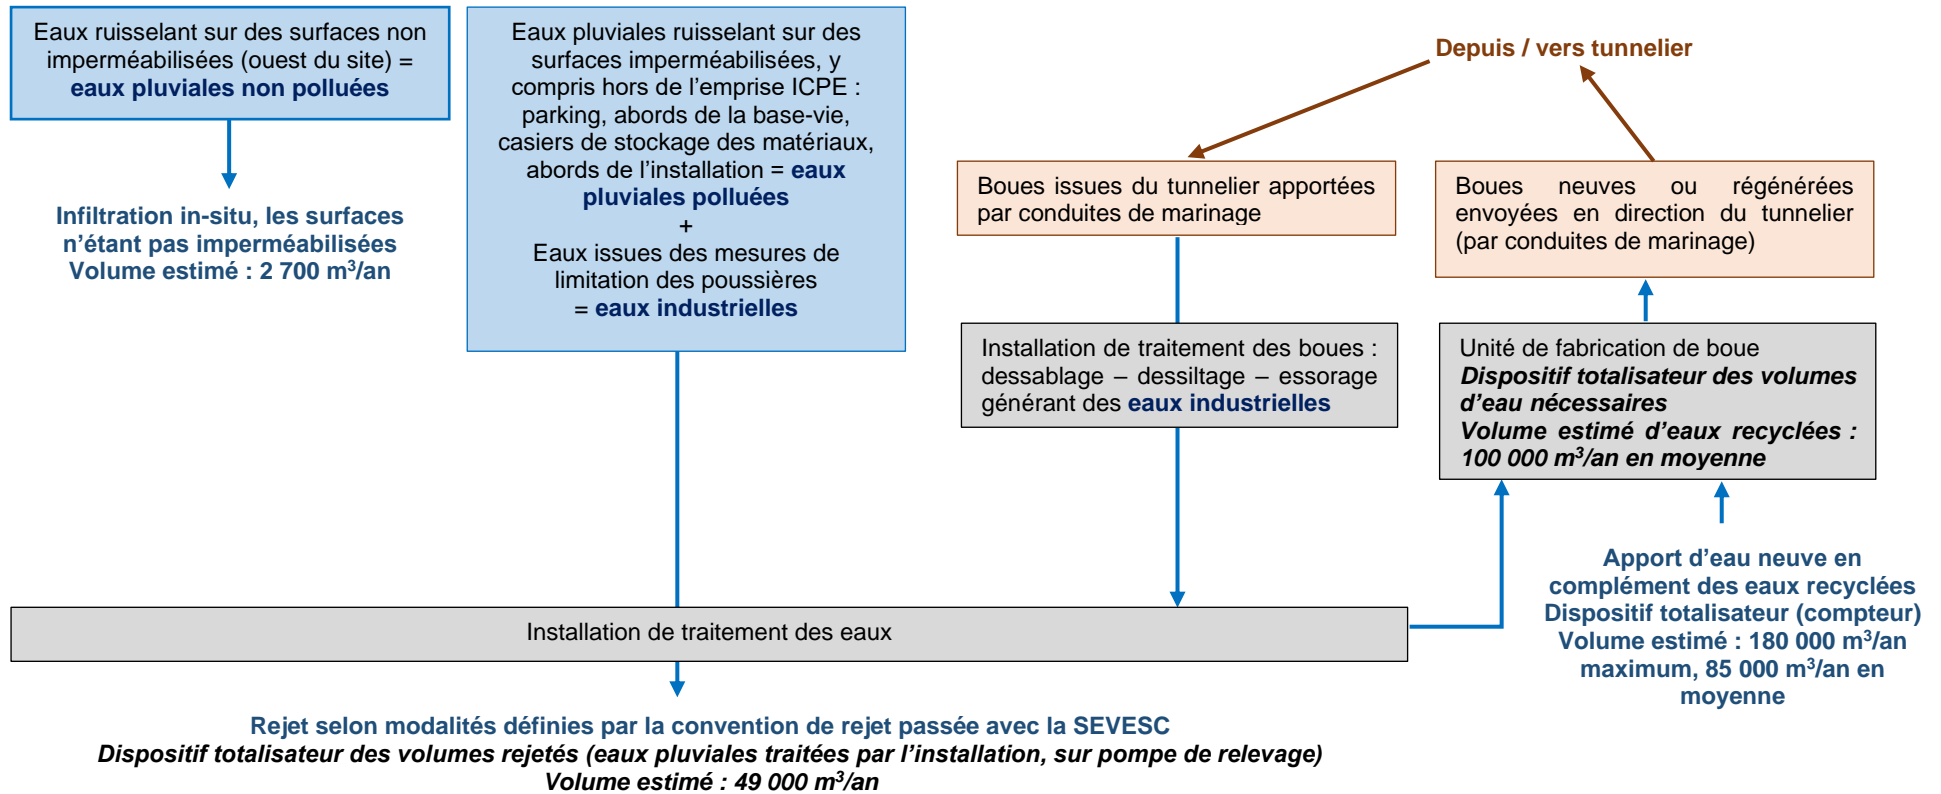 Eaux ruisselant sur des surfaces non
imperméabilisées (ouest du site) =
eaux pluviales non polluées
Infiltration in-situ, les surfaces
n’étant pas imperméabilisées
Volume estimé : 2 700 m³/an
Eaux pluviales ruisselant sur des
surfaces imperméabilisées, y
compris hors de l’emprise ICPE :
parking, abords de la base-vie,
casiers de stockage des matériaux,
abords de l’installation = eaux
pluviales polluées
+
Eaux issues des mesures de
limitation des poussières
= eaux industrielles
Depuis / vers tunnelier
Boues issues du tunnelier apportées
par conduites de marinage
Boues neuves ou régénérées
envoyées en direction du tunnelier
(par conduites de marinage)
Installation de traitement des boues :
dessablage – dessiltage – essorage
générant des eaux industrielles
Unité de fabrication de boue
Dispositif totalisateur des volumes
d’eau nécessaires
Volume estimé d’eaux recyclées :
100 000 m³/an en moyenne
Apport d’eau neuve en
complément des eaux recyclées
Dispositif totalisateur (compteur)
Volume estimé : 180 000 m³/an
maximum, 85 000 m³/an en
moyenne
Installation de traitement des eaux
Rejet selon modalités définies par la convention de rejet passée avec la SEVESC
Dispositif totalisateur des volumes rejetés (eaux pluviales traitées par l’installation, sur pompe de relevage)
Volume estimé : 49 000 m³/an